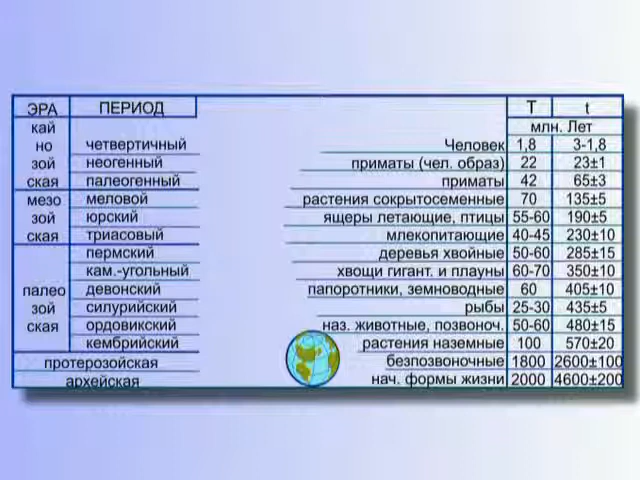 ЭРА ПЕРИОД T t
кай млн. Лет
но четвертичный Человек 1,8 3-1,8
зой неогенный приматы (чел. образ) 22 23±1
ская палеогенный приматы 42 65±3
мезо меловой растения сокрытосеменные 70 135±5
зой юрский ящеры летающие, птицы 55-60 190±5
ская триасовый млекопитающие 40-45 230±10
пермский деревья хвойные 50-60 285±15
кам.-угольный хвощи гигант. и плауны 60-70 350±10
палео девонский папоротники, земноводные 60 405±10
зой силурийский рыбы 25-30 435±5
ская ордовикский наз. животные, позвоноч. 50-60 480±15
кембрийский растения наземные 100 570±20
протерозойская безпозвоночные 1800 2600±100
архейская нач. формы жизни 2000 4600±200